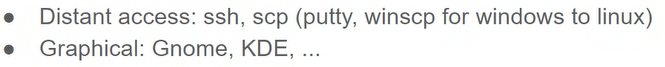 ● Distant access: ssh, scp (putty, winscp for windows to linux)
● Graphical: Gnome, KDE, ...